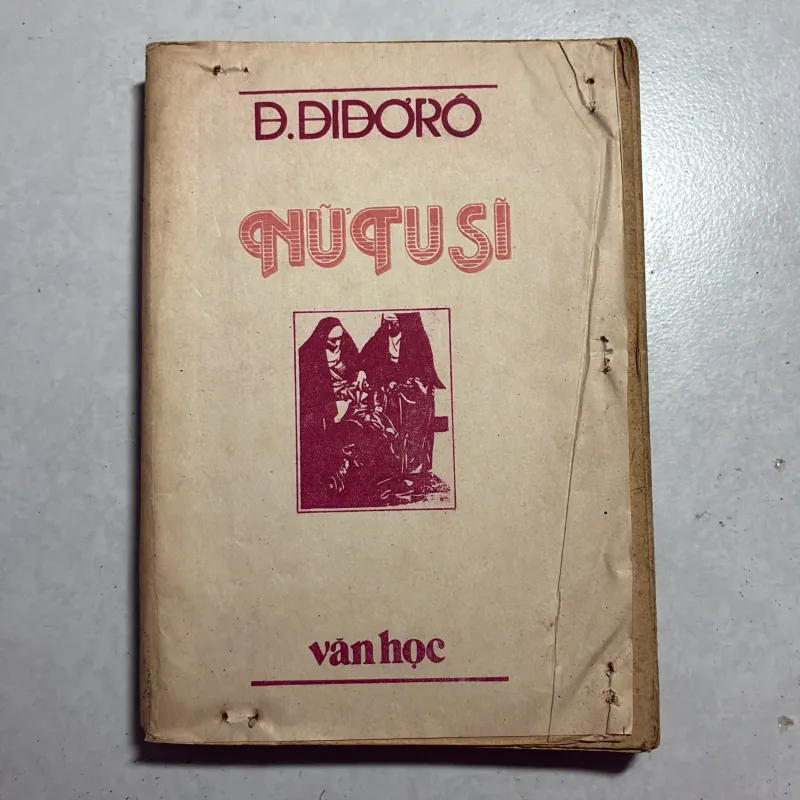 Đ.ĐIĐƠRÔ
NỮ TU SĨ
văn học